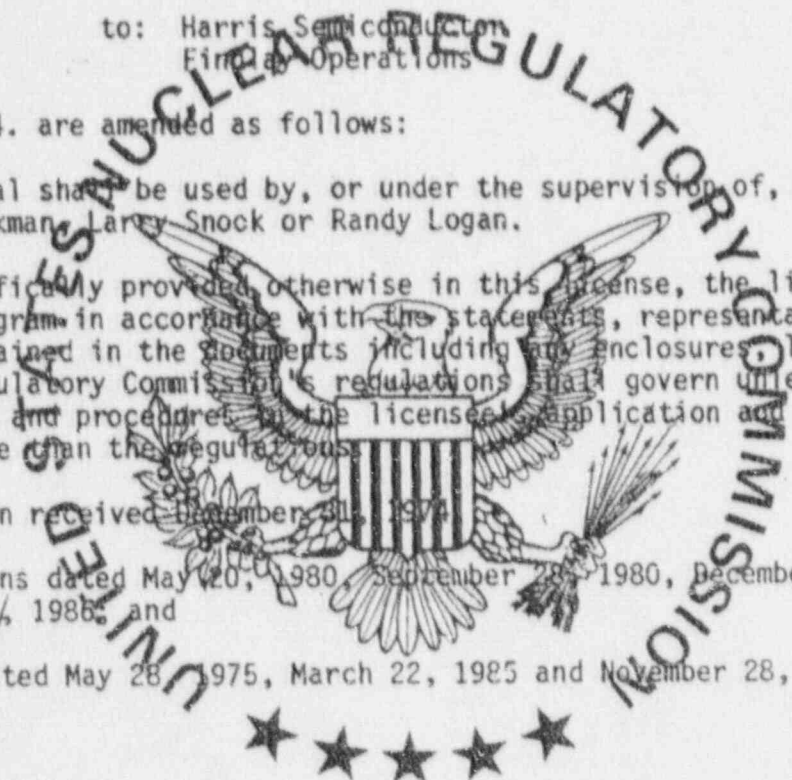 to: Harris Semiconductor
Findlay Operations
4. are amended as follows:
al shall be used by, or under the supervision of,
kman, Larry Snock or Randy Logan.
fically provided otherwise in this license, the li
gram in accordance with the statements, representa
ained in the documents including any enclosures, l
ulatory Commission's regulations shall govern unle
and procedures in the licensee's application and
e than the regulations.
n received December 31, 1974
ns dated May 20, 1980, September 28, 1980, Decembe
1986; and
ted May 28, 1975, March 22, 1985 and November 28,
UNITED STATES NUCLEAR REGULATORY COMMISSION